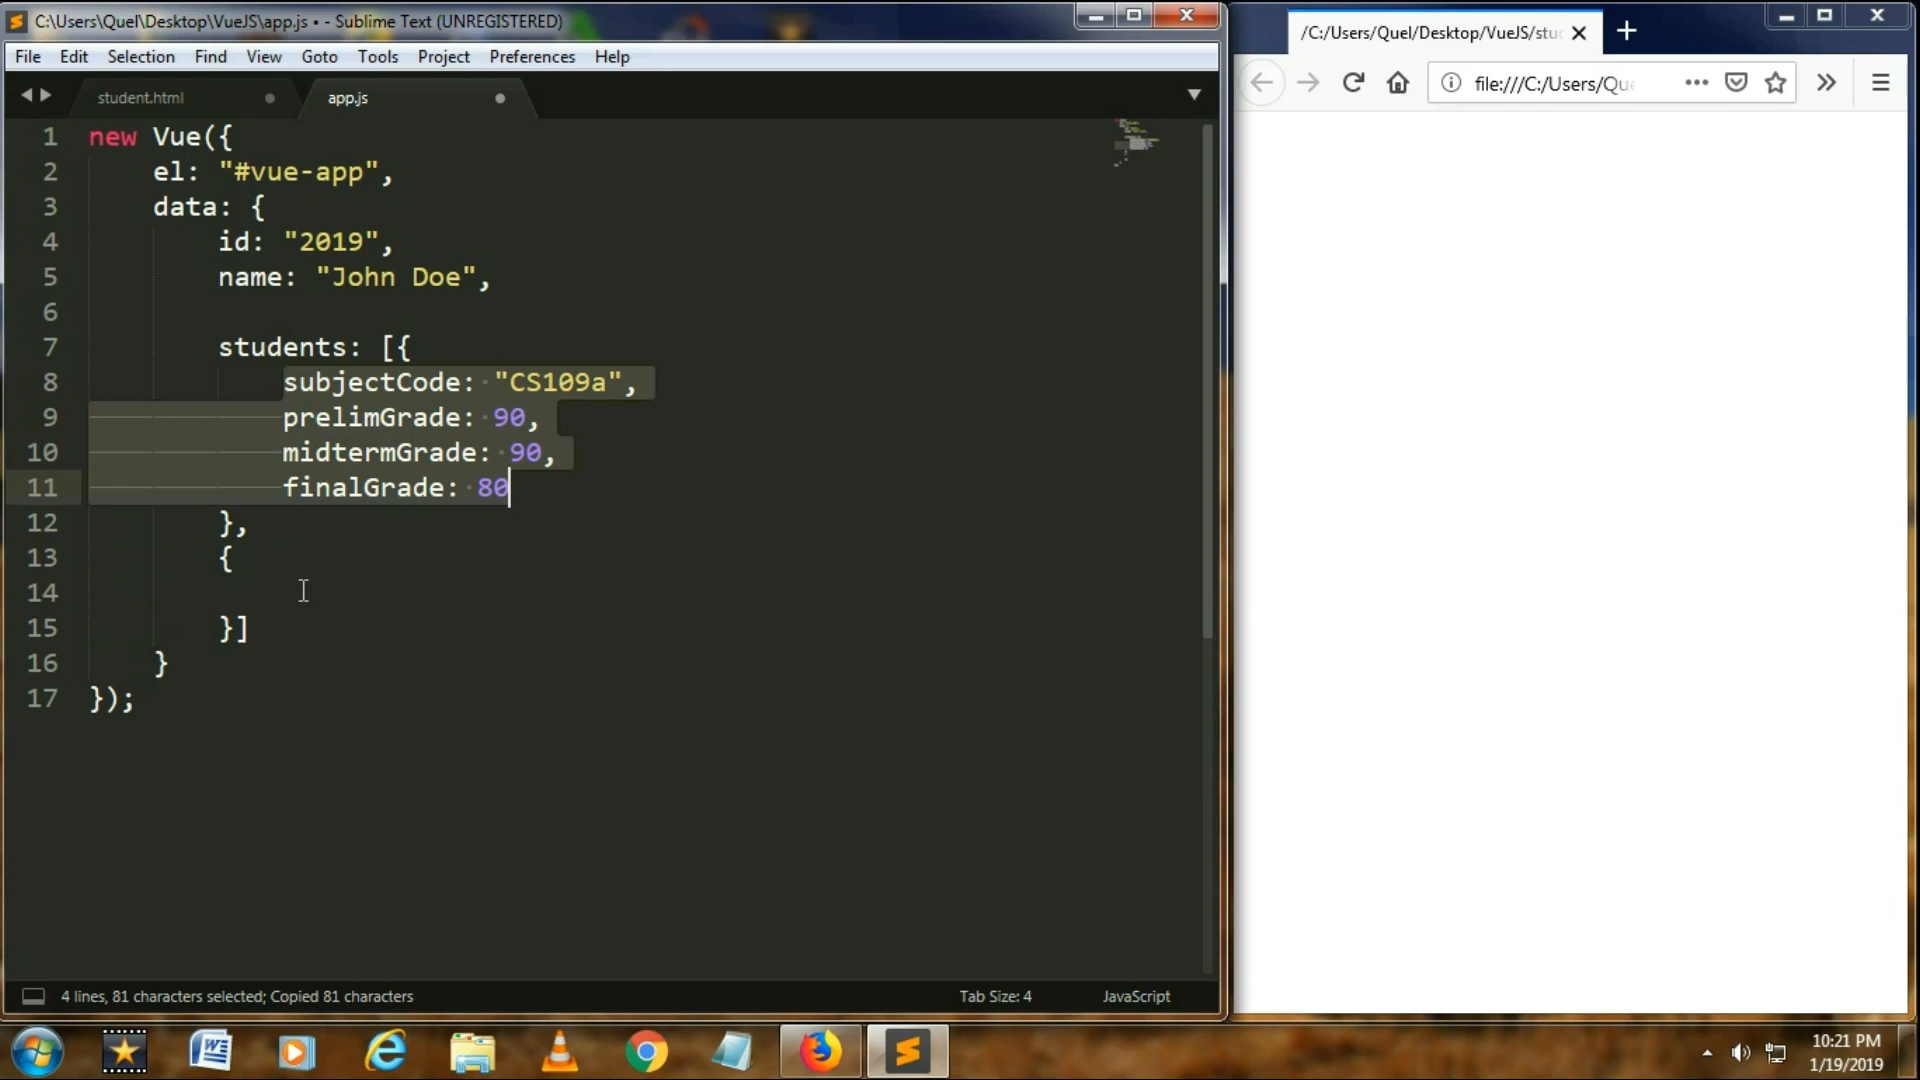 C:\Users\Quel\Desktop\VueJS\app.js • - Sublime Text (UNREGISTERED)
File Edit Selection Find View Goto Tools Project Preferences Help
student.html
app.js
1 new Vue({
2 el: "#vue-app",
3 data: {
4 id: "2019",
5 name: "John Doe",
6
7 students: [{
8 subjectCode: "CS109a",
9 prelimGrade: 90,
10 midtermGrade: 90,
11 finalGrade: 80
12 },
13 {
14
15 }]
16 }
17 });
4 lines, 81 characters selected; Copied 81 characters
Tab Size: 4
JavaScript
/C:/Users/Quel/Desktop/VueJS/stu
file:///C:/Users/Que
10:21 PM
1/19/2019